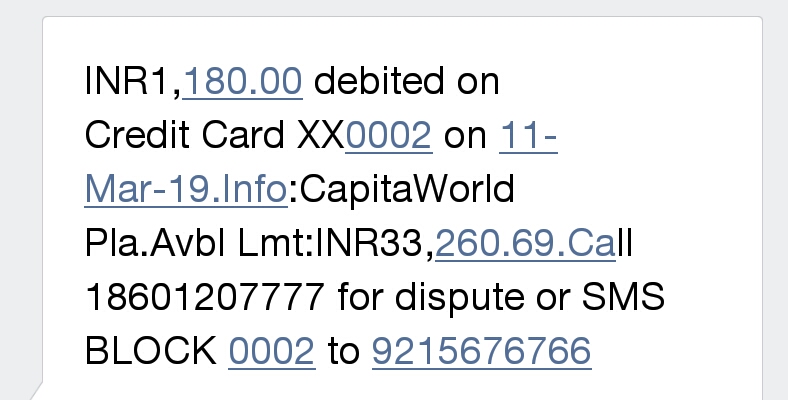 INR1,180.00 debited on
Credit Card XX0002 on 11-
Mar-19.Info:CapitaWorld
Pla.Avbl Lmt:INR33,260.69.Call
18601207777 for dispute or SMS
BLOCK 0002 to 9215676766